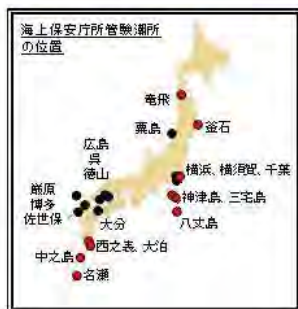 海上保安庁所管験潮所
の位置
竜飛
粟島
釜石
広島
呉
徳山
横浜、横須賀、千葉
厳原
博多
佐世保
神津島、三宅島
大分
八丈島
西之表、大泊
中之島
名瀬